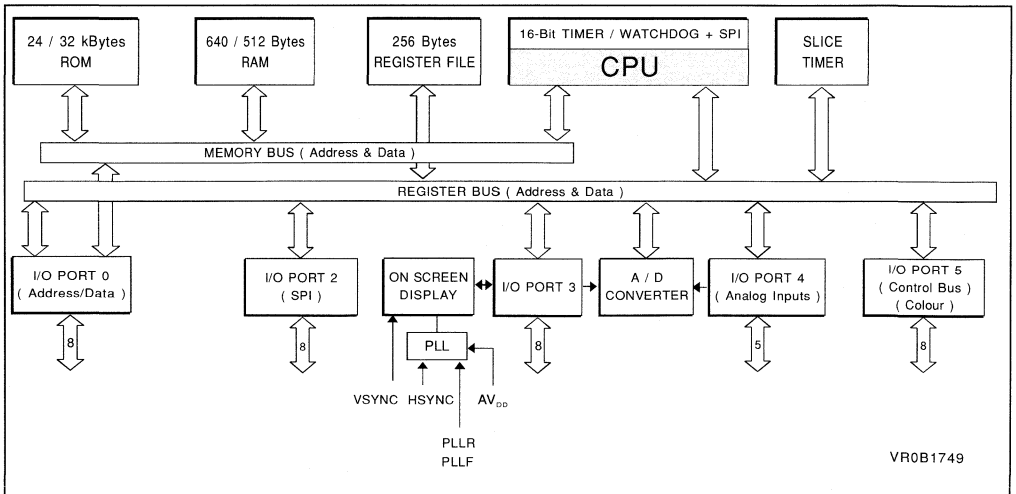 24 / 32 kBytes
ROM
640 / 512 Bytes
RAM
256 Bytes
REGISTER FILE
16-Bit TIMER / WATCHDOG + SPI
CPU
SLICE
TIMER
MEMORY BUS ( Address & Data )
REGISTER BUS ( Address & Data )
I/O PORT 0
( Address/Data )
I/O PORT 2
( SPI )
ON SCREEN
DISPLAY
I/O PORT 3
A / D
CONVERTER
I/O PORT 4
( Analog Inputs )
I/O PORT 5
( Control Bus )
( Colour )
PLL
8
8
8
5
8
VSYNC HSYNC AVDD
PLLR
PLLF
VR0B1749